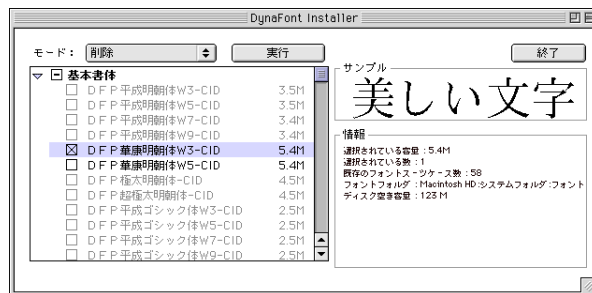 DynaFont Installer
モード： 削除 実行 終了
基本書体
ＤＦＰ平成明朝体W3-CID 3.5M
ＤＦＰ平成明朝体W5-CID 3.5M
ＤＦＰ平成明朝体W7-CID 3.4M
ＤＦＰ平成明朝体W9-CID 3.4M
ＤＦＰ華康明朝体W3-CID 5.4M
ＤＦＰ華康明朝体W5-CID 5.4M
ＤＦＰ極太明朝体-CID 4.5M
ＤＦＰ超極太明朝体-CID 4.5M
ＤＦＰ平成ゴシック体W3-CID 2.5M
ＤＦＰ平成ゴシック体W5-CID 2.5M
ＤＦＰ平成ゴシック体W7-CID 2.5M
ＤＦＰ平成ゴシック体W9-CID 2.5M
サンプル
美しい文字
情報
選択されている容量：5.4M
選択されている数：1
既存のフォントスーツケース数：58
フォントフォルダ：Macintosh HD:システムフォルダ:フォント
ディスク空き容量：123 M